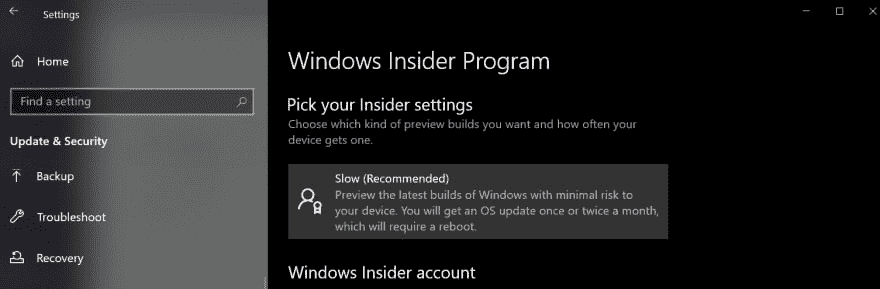 Settings
Home
Find a setting
Update & Security
Backup
Troubleshoot
Recovery
Windows Insider Program
Pick your Insider settings
Choose which kind of preview builds you want and how often your
device gets one.
Slow (Recommended)
Preview the latest builds of Windows with minimal risk to
your device. You will get an OS update once or twice a month,
which will require a reboot.
Windows Insider account